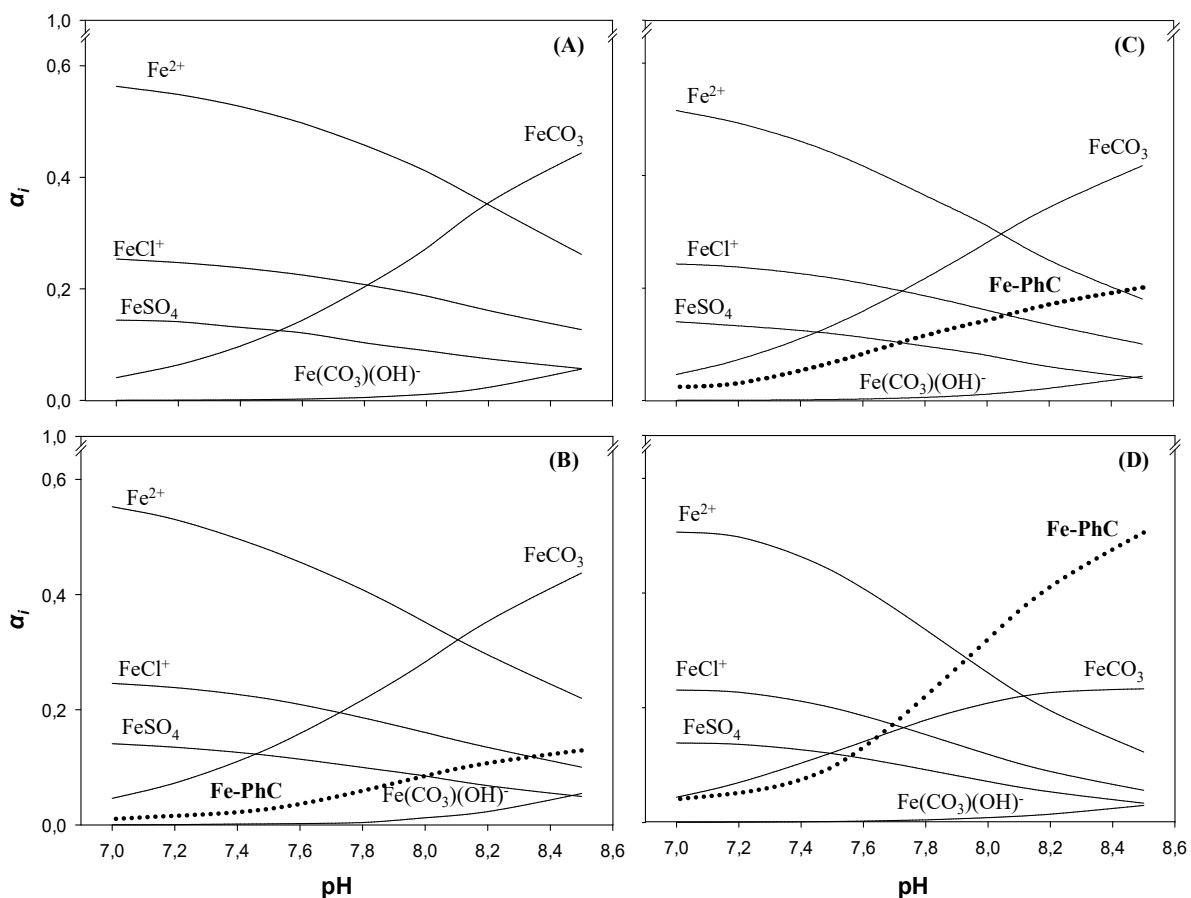 1,0
(A)
0,6
Fe²⁺
FeCO₃
0,4
αᵢ
FeCl⁺
0,2
FeSO₄
Fe(CO₃)(OH)⁻
0,0
(C)
Fe²⁺
FeCO₃
FeCl⁺
Fe-PhC
FeSO₄
Fe(CO₃)(OH)⁻
1,0
(B)
0,6
Fe²⁺
FeCO₃
0,4
αᵢ
FeCl⁺
0,2
FeSO₄
Fe-PhC
Fe(CO₃)(OH)⁻
0,0
7,0 7,2 7,4 7,6 7,8 8,0 8,2 8,4 8,6
pH
(D)
Fe²⁺
Fe-PhC
FeCl⁺
FeCO₃
FeSO₄
Fe(CO₃)(OH)⁻
7,0 7,2 7,4 7,6 7,8 8,0 8,2 8,4 8,6
pH